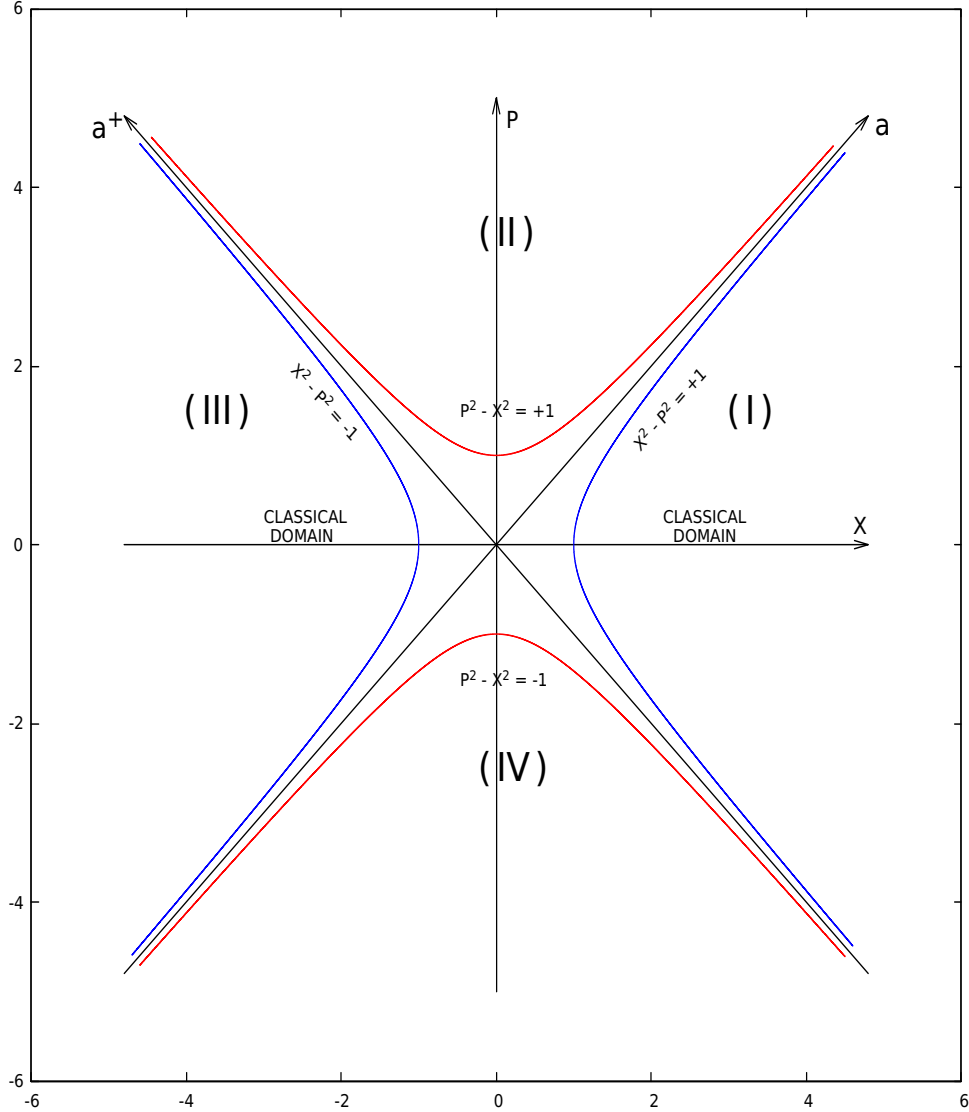 6
a+
P
a
4
(II)
2
X² - P² = -1
X² - P² = +1
(III)
P² - X² = +1
(I)
CLASSICAL
DOMAIN
CLASSICAL
DOMAIN
X
0
P² - X² = -1
-2
(IV)
-4
-6
-6
-4
-2
0
2
4
6